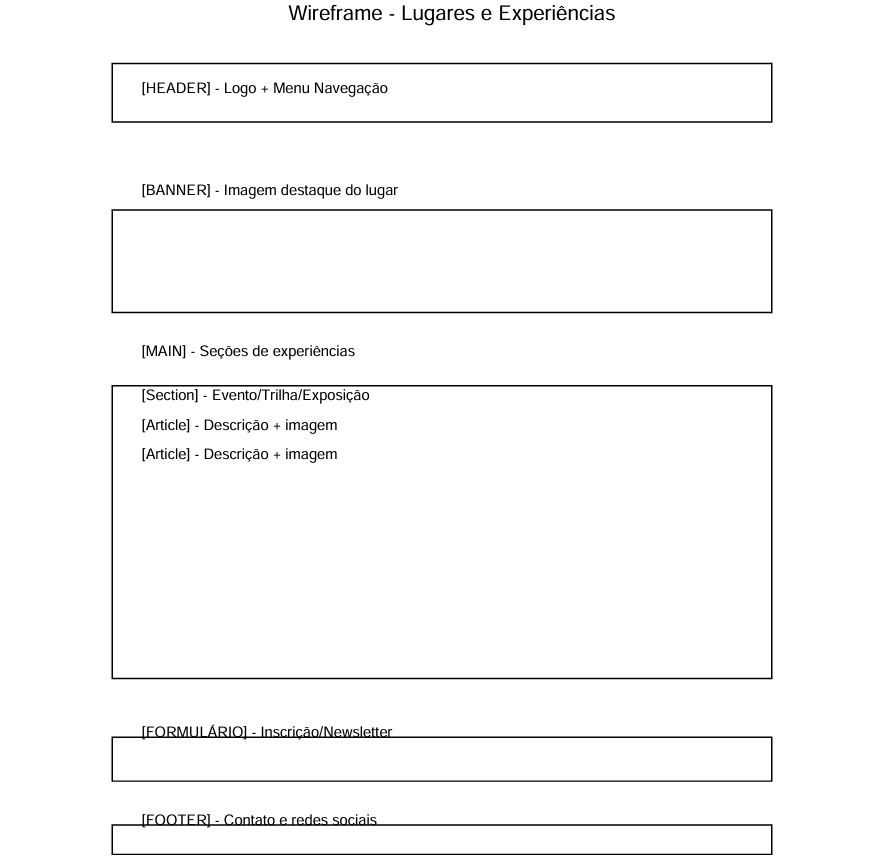 Wireframe - Lugares e Experiências
[HEADER] - Logo + Menu Navegação
[BANNER] - Imagem destaque do lugar
[MAIN] - Seções de experiências
[Section] - Evento/Trilha/Exposição
[Article] - Descrição + imagem
[Article] - Descrição + imagem
[FORMULÁRIO] - Inscrição/Newsletter
[FOOTER] - Contato e redes sociais